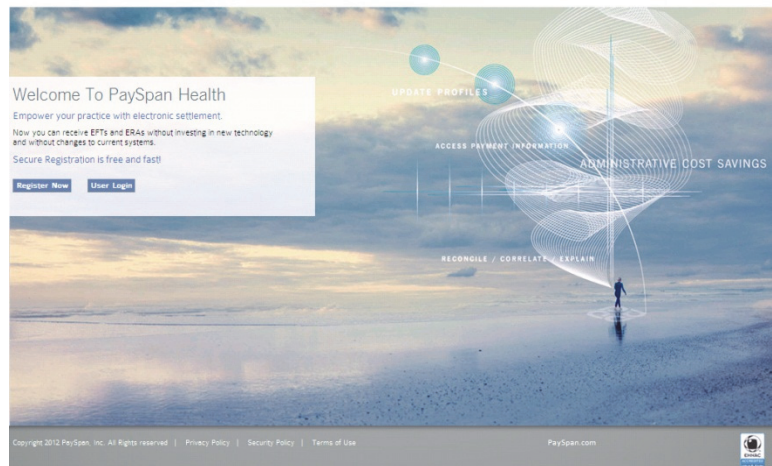 Welcome To PaySpan Health
Empower your practice with electronic settlement.
Now you can receive EFTs and ERAs without investing in new technology
and without changes to current systems.
Secure Registration is free and fast!
Register Now
User Login
UPDATE PROFILES
ACCESS PAYMENT INFORMATION
ADMINISTRATIVE COST SAVINGS
RECONCILE / CORRELATE / EXPLAIN
Copyright 2012 PaySpan, Inc. All Rights reserved | Privacy Policy | Security Policy | Terms of Use
PaySpan.com
EHNAC